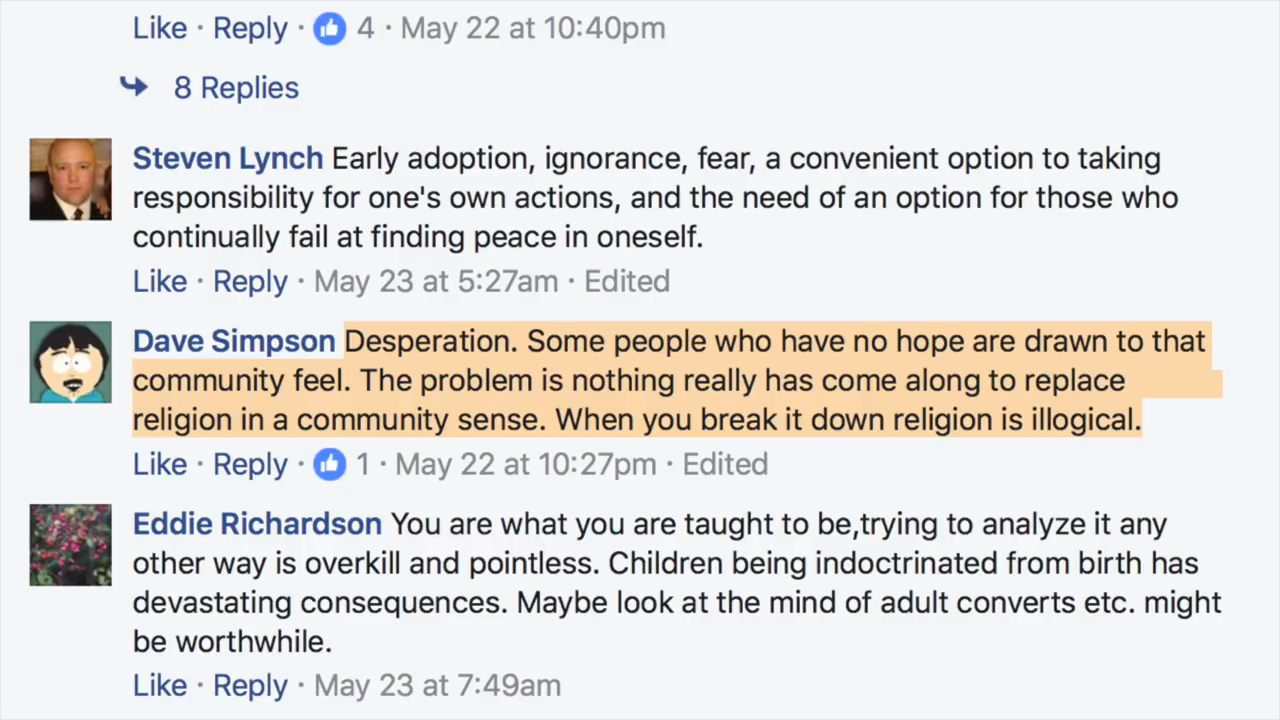 Like · Reply · 4 · May 22 at 10:40pm
8 Replies
Steven Lynch Early adoption, ignorance, fear, a convenient option to taking
responsibility for one's own actions, and the need of an option for those who
continually fail at finding peace in oneself.
Like · Reply · May 23 at 5:27am · Edited
Dave Simpson Desperation. Some people who have no hope are drawn to that
community feel. The problem is nothing really has come along to replace
religion in a community sense. When you break it down religion is illogical.
Like · Reply · 1 · May 22 at 10:27pm · Edited
Eddie Richardson You are what you are taught to be,trying to analyze it any
other way is overkill and pointless. Children being indoctrinated from birth has
devastating consequences. Maybe look at the mind of adult converts etc. might
be worthwhile.
Like · Reply · May 23 at 7:49am